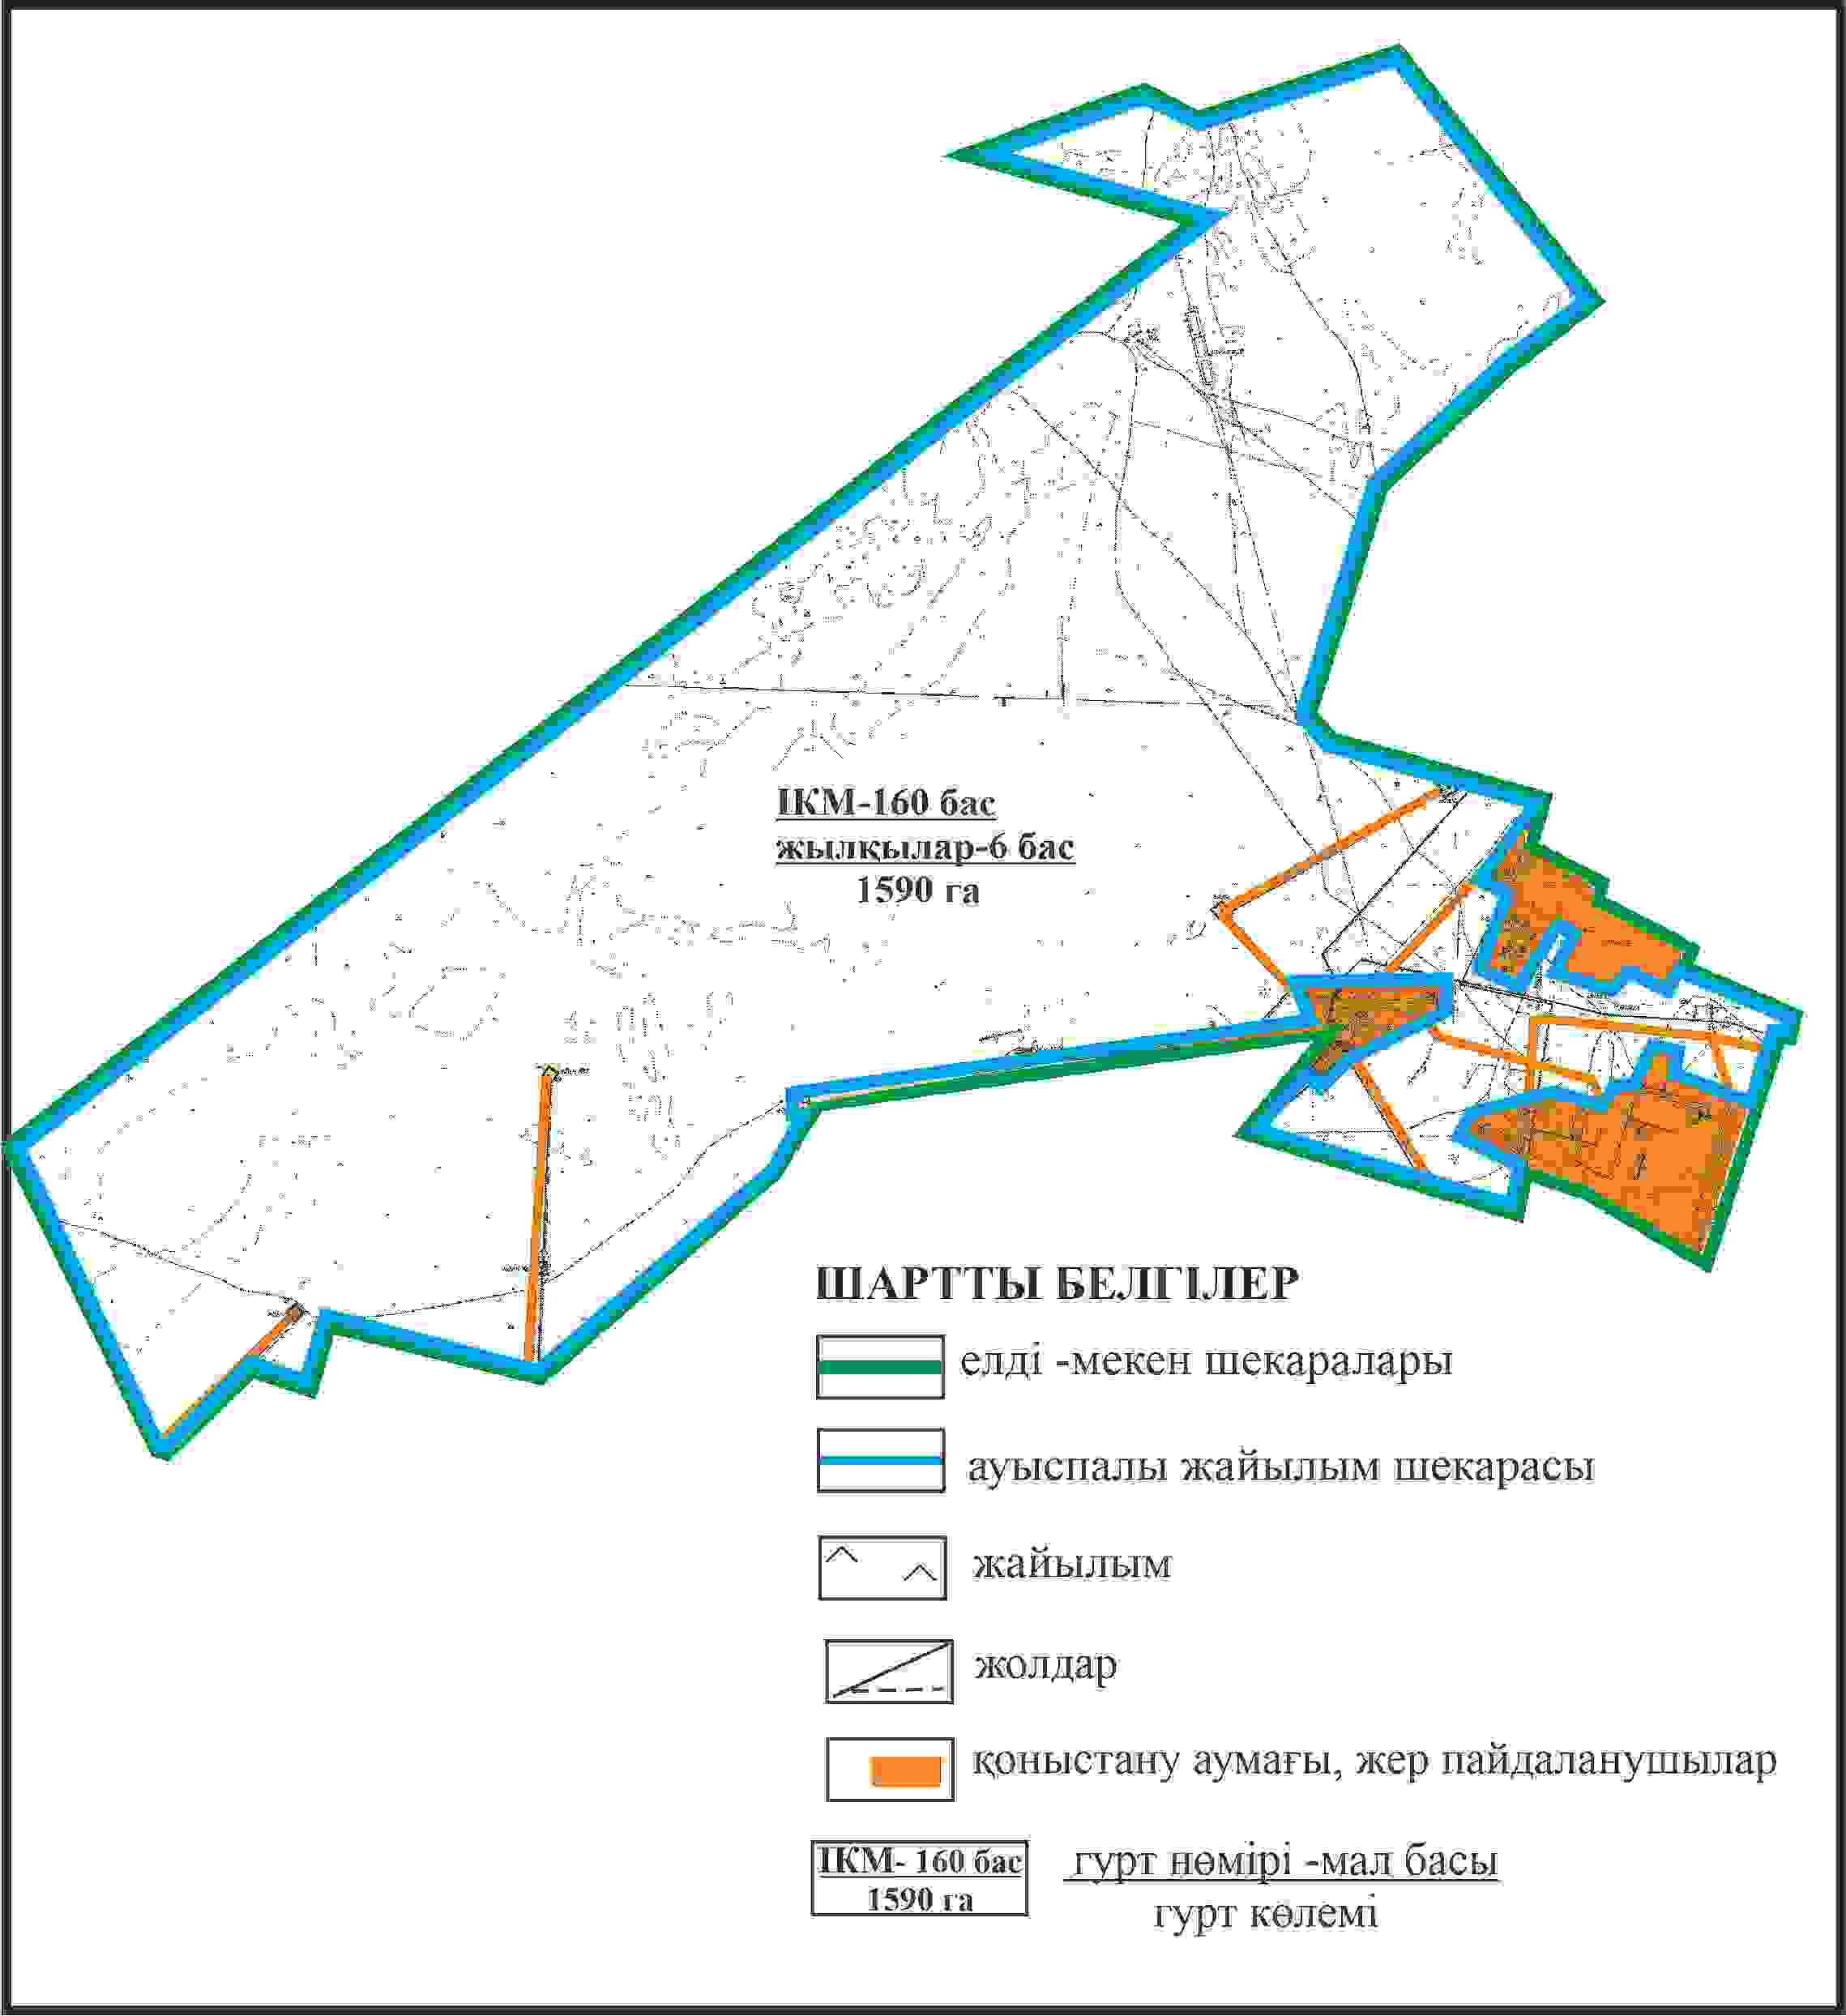 ІКМ-160 бас
жылқылар-6 бас
1590 га
ШАРТТЫ БЕЛГІЛЕР
елді -мекен шекаралары
ауыспалы жайылым шекарасы
жайылым
жолдар
қоныстану аумағы, жер пайдаланушылар
ІКМ- 160 бас
1590 га
гурт нөмірі -мал басы
гурт көлемі